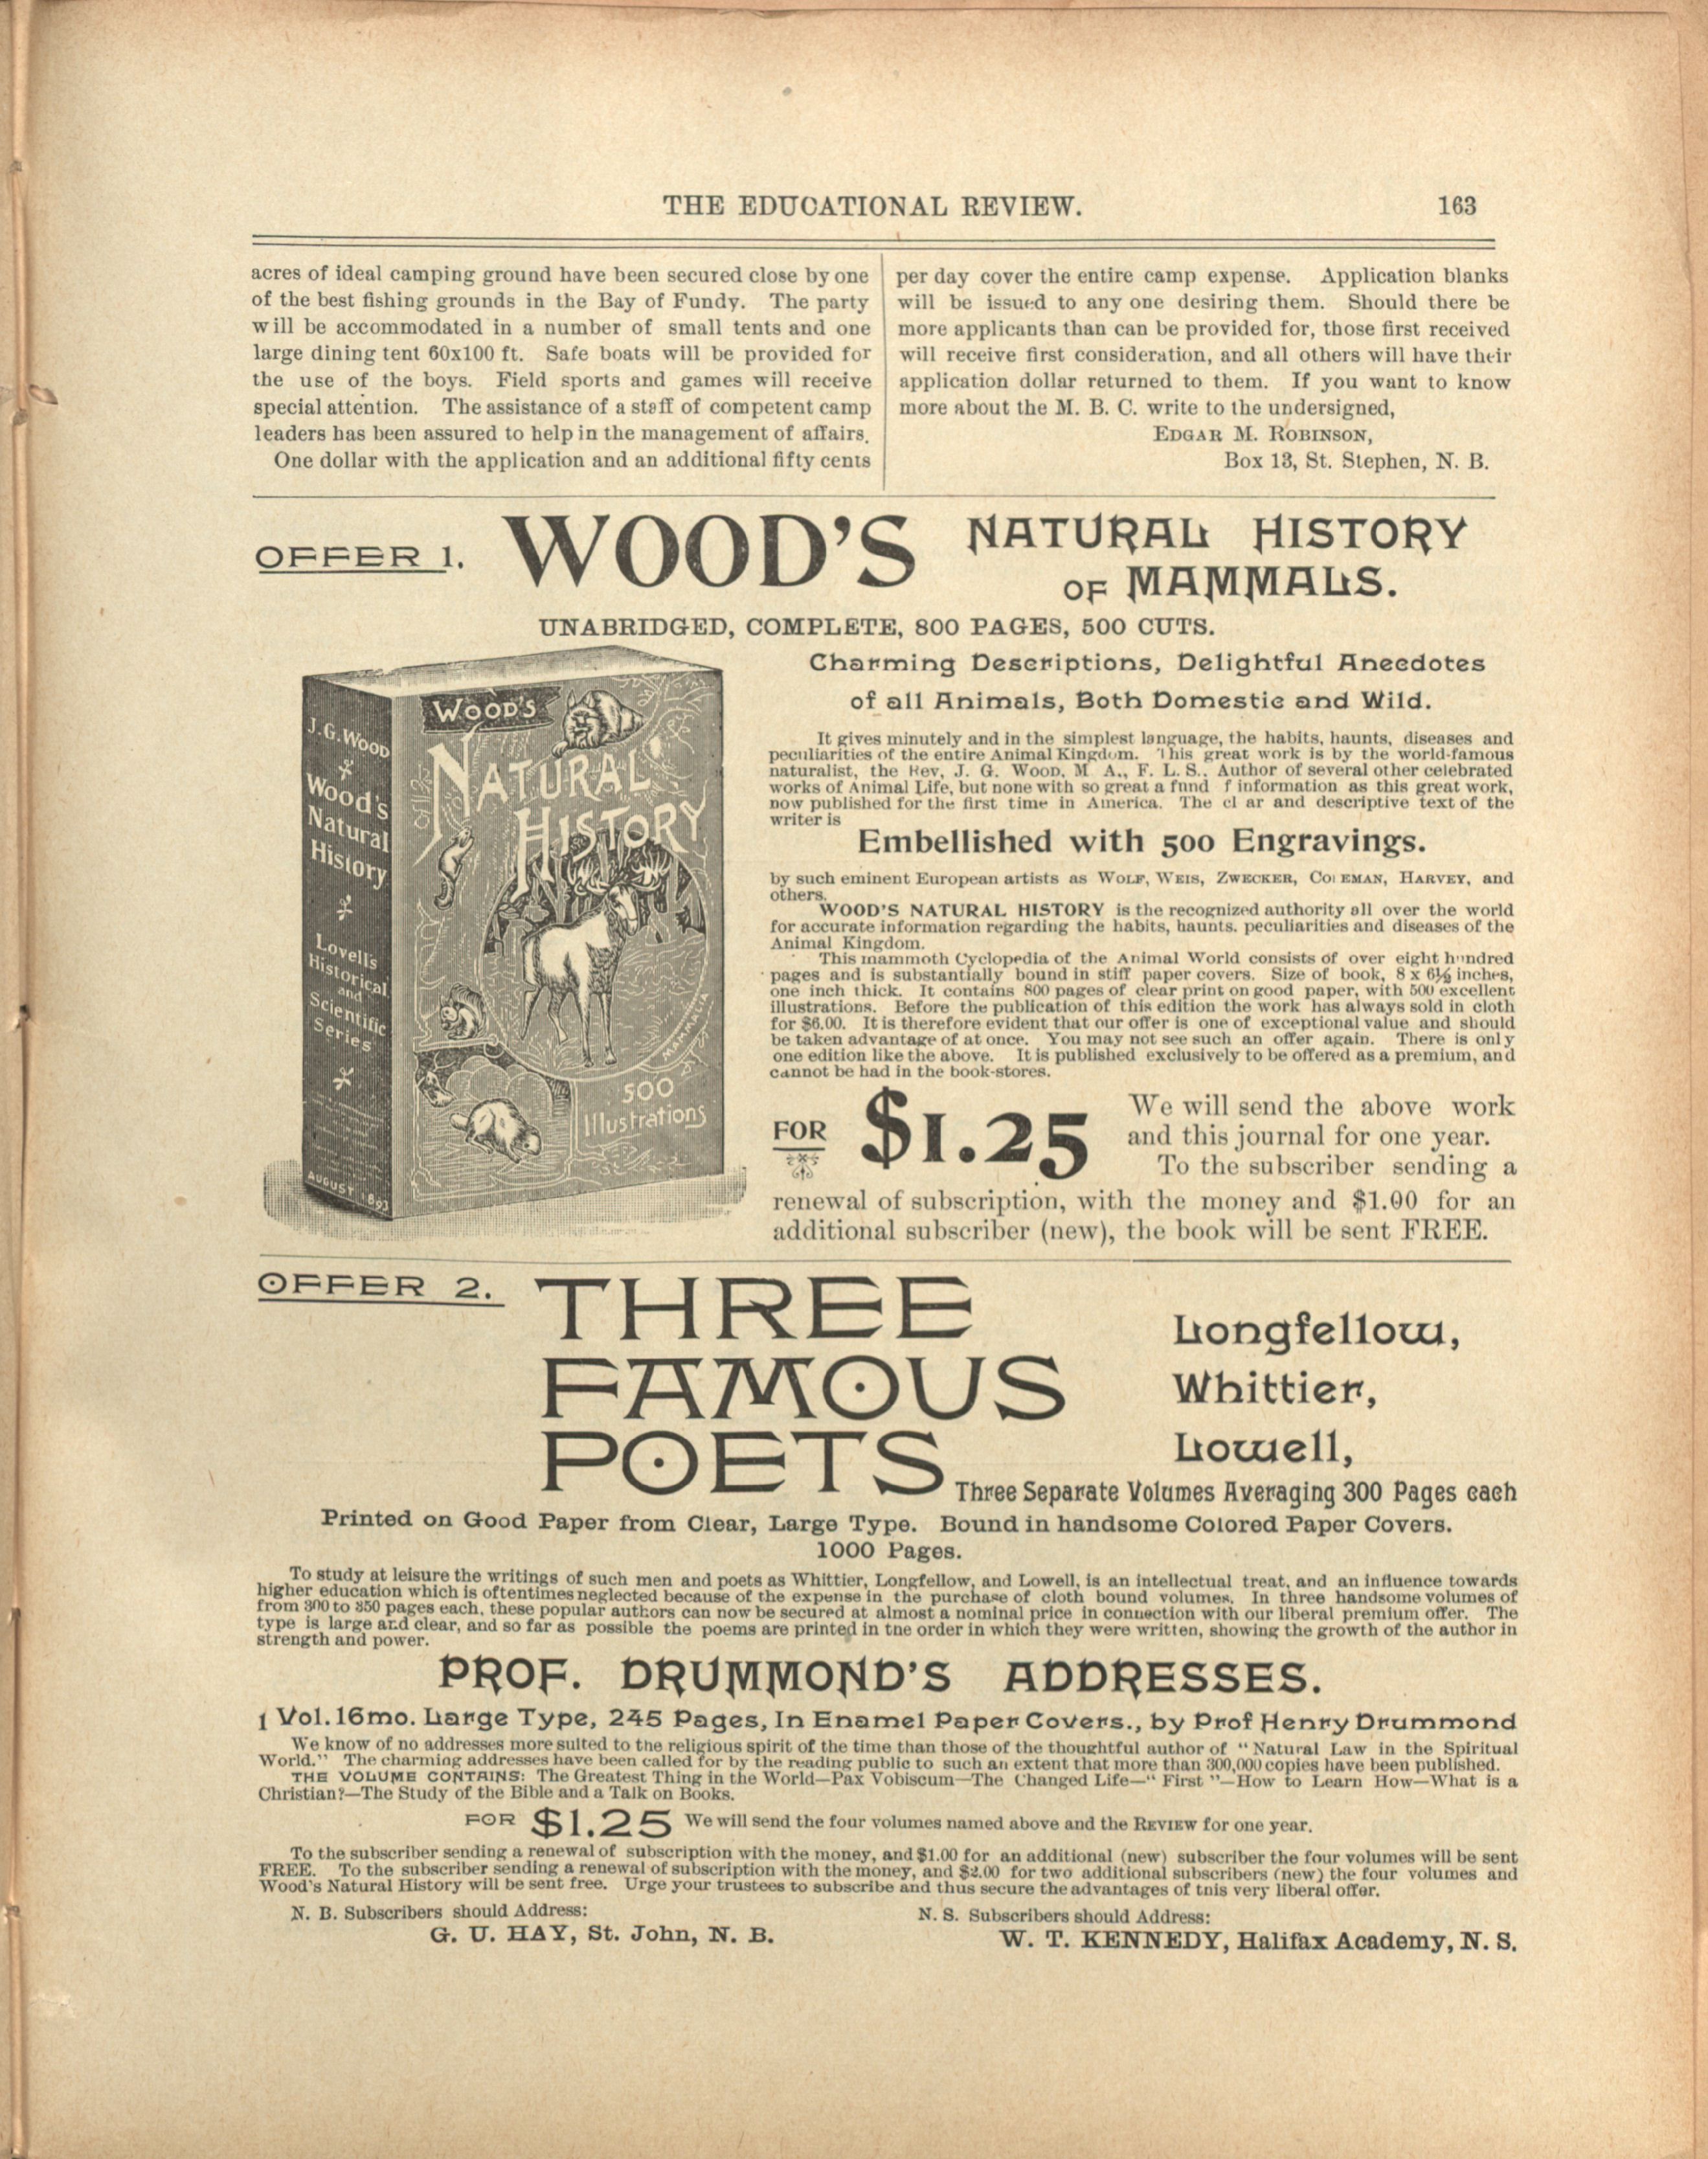 THE EDUCATIONAL REVIEW. 163
acres of ideal camping ground have been secured close by one
of the best fishing grounds in the Bay of Fundy. The party
will be accommodated in a number of small tents and one
large dining tent 60x100 ft. Safe boats will be provided for
the use of the boys. Field sports and games will receive
special attention. The assistance of a staff of competent camp
leaders has been assured to help in the management of affairs.
One dollar with the application and an additional fifty cents
per day cover the entire camp expense. Application blanks
will be issued to any one desiring them. Should there be
more applicants than can be provided for, those first received
will receive first consideration, and all others will have their
application dollar returned to them. If you want to know
more about the M. B. C. write to the undersigned,
EDGAR M. ROBINSON,
Box 13, St. Stephen, N. B.
OFFER 1. WOOD'S NATURAL HISTORY
OF MAMMALS.
UNABRIDGED, COMPLETE, 800 PAGES, 500 CUTS.
J. G. WOOD
Wood's
Natural
History
Lovell's
Historical
and
Scientific
Series
AUGUST 1893
WOOD'S
NATURAL
HISTORY
MAMMALIA
500
Illustrations
Charming Descriptions, Delightful Anecdotes
of all Animals, Both Domestic and Wild.
It gives minutely and in the simplest language, the habits, haunts, diseases and
peculiarities of the entire Animal Kingdom. This great work is by the world-famous
naturalist, the Rev. J. G. WOOD, M A., F. L. S.. Author of several other celebrated
works of Animal Life, but none with so great a fund f information as this great work,
now published for the first time in America. The cl ar and descriptive text of the
writer is
Embellished with 500 Engravings.
by such eminent European artists as WOLF, WEIS, ZWECKER, COLEMAN, HARVEY, and
others.
WOOD'S NATURAL HISTORY is the recognized authority all over the world
for accurate information regarding the habits, haunts. peculiarities and diseases of the
Animal Kingdom.
This mammoth Cyclopedia of the Animal World consists of over eight hundred
pages and is substantially bound in stiff paper covers. Size of book, 8 x 6½ inches,
one inch thick. It contains 800 pages of clear print on good paper, with 500 excellent
illustrations. Before the publication of this edition the work has always sold in cloth
for $6.00. It is therefore evident that our offer is one of exceptional value and should
be taken advantage of at once. You may not see such an offer again. There is only
one edition like the above. It is published exclusively to be offered as a premium, and
cannot be had in the book-stores.
FOR $1.25 We will send the above work
and this journal for one year.
To the subscriber sending a
renewal of subscription, with the money and $1.00 for an
additional subscriber (new), the book will be sent FREE.
OFFER 2. THREE
FAMOUS
POETS
Longfellow,
Whittier,
Lowell,
Three Separate Volumes Averaging 300 Pages each
Printed on Good Paper from Clear, Large Type. Bound in handsome Colored Paper Covers.
1000 Pages.
To study at leisure the writings of such men and poets as Whittier, Longfellow, and Lowell, is an intellectual treat, and an influence towards
higher education which is oftentimes neglected because of the expense in the purchase of cloth bound volumes. In three handsome volumes of
from 300 to 350 pages each, these popular authors can now be secured at almost a nominal price in connection with our liberal premium offer. The
type is large and clear, and so far as possible the poems are printed in the order in which they were written, showing the growth of the author in
strength and power.
PROF. DRUMMOND'S ADDRESSES.
1 Vol. 16mo. Large Type, 245 Pages, In Enamel Paper Covers., by Prof Henry Drummond
We know of no addresses more suited to the religious spirit of the time than those of the thoughtful author of "Natural Law in the Spiritual
World." The charming addresses have been called for by the reading public to such an extent that more than 300,000 copies have been published.
THE VOLUME CONTAINS: The Greatest Thing in the World—Pax Vobiscum—The Changed Life—"First"—How to Learn How—What is a
Christian?—The Study of the Bible and a Talk on Books.
FOR $1.25 We will send the four volumes named above and the REVIEW for one year.
To the subscriber sending a renewal of subscription with the money, and $1.00 for an additional (new) subscriber the four volumes will be sent
FREE. To the subscriber sending a renewal of subscription with the money, and $2.00 for two additional subscribers (new) the four volumes and
Wood's Natural History will be sent free. Urge your trustees to subscribe and thus secure the advantages of this very liberal offer.
N. B. Subscribers should Address:
G. U. HAY, St. John, N. B.
N. S. Subscribers should Address:
W. T. KENNEDY, Halifax Academy, N. S.